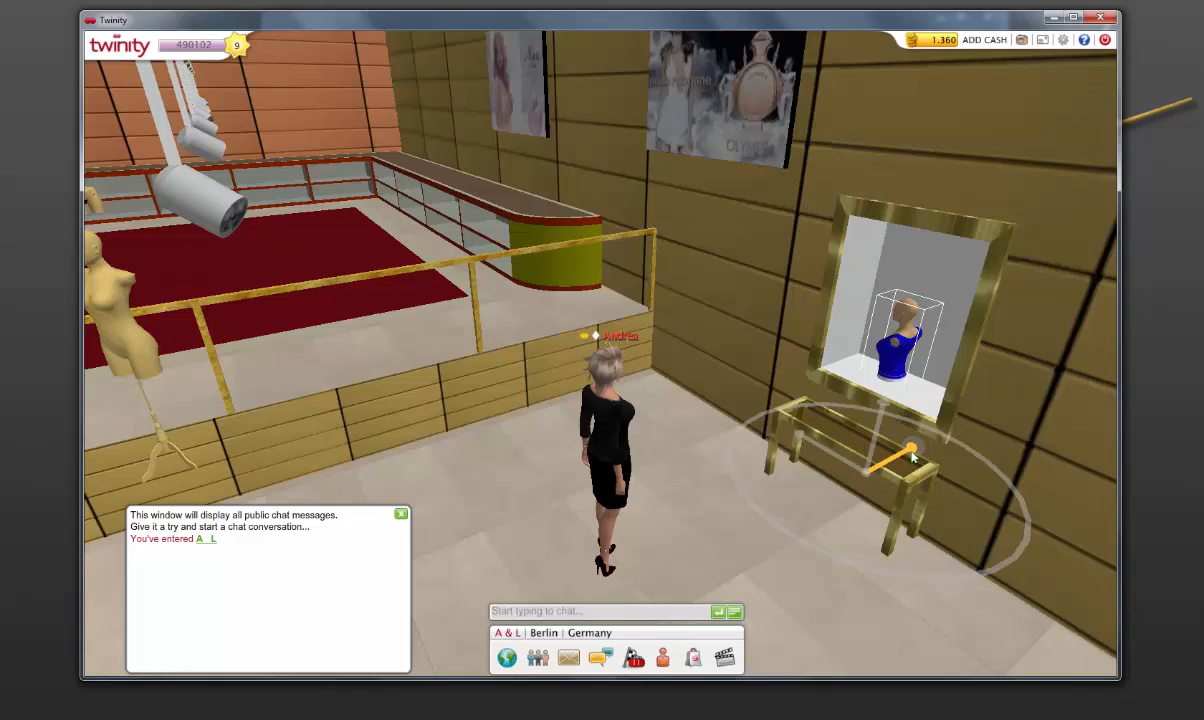 Twinity
twinity
490102
9
1.360
ADD CASH
OLYMPEA
Andrea
This window will display all public chat messages.
Give it a try and start a chat conversation...
You've entered A L
Start typing to chat...
A & L | Berlin | Germany